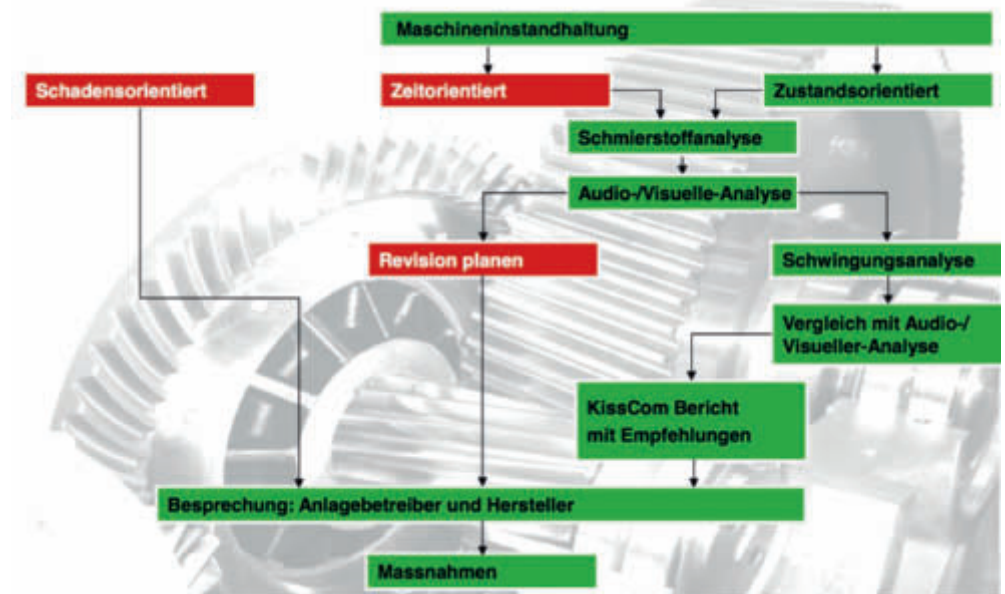 Maschineninstandhaltung
Schadensorientiert
Zeitorientiert
Zustandsorientiert
Schmierstoffanalyse
Audio-/Visuelle-Analyse
Revision planen
Schwingungsanalyse
Vergleich mit Audio-/
Visueller-Analyse
KissCom Bericht
mit Empfehlungen
Besprechung: Anlagebetreiber und Hersteller
Massnahmen